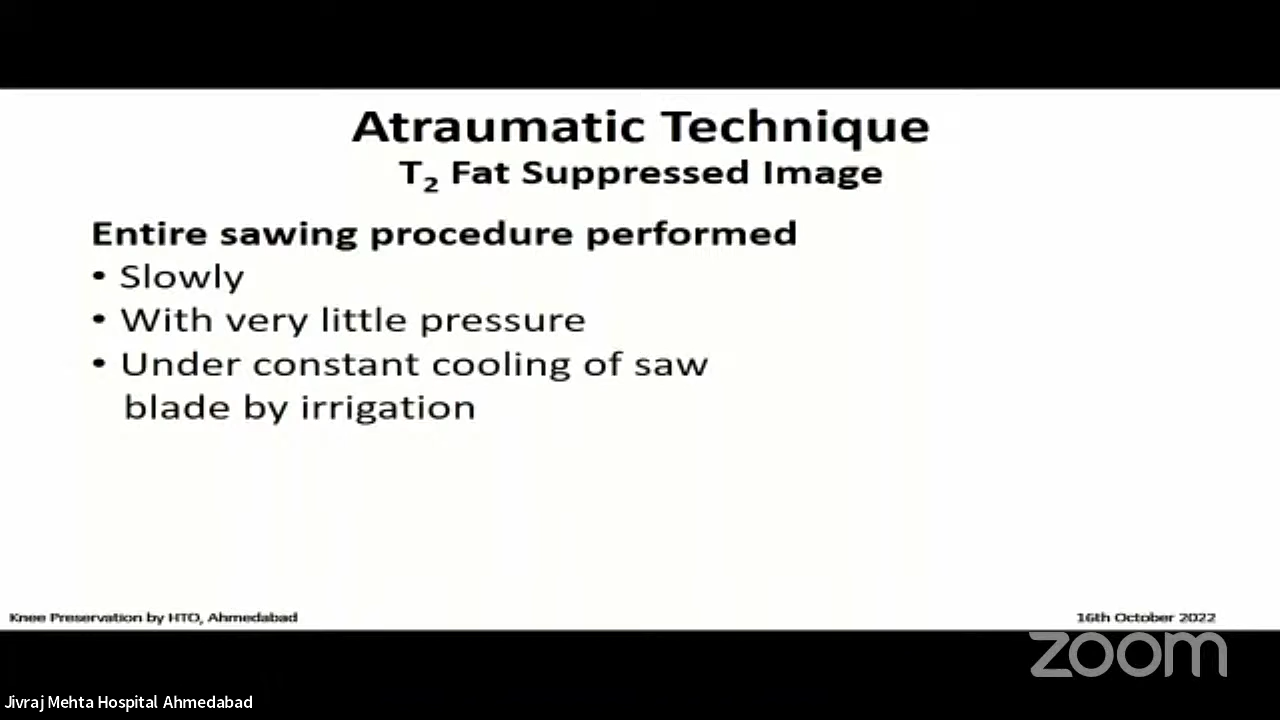 Atraumatic Technique
T₂ Fat Suppressed Image
Entire sawing procedure performed
• Slowly
• With very little pressure
• Under constant cooling of saw
blade by irrigation
Knee Preservation by HTO, Ahmedabad
16th October 2022
zoom
Jivraj Mehta Hospital Ahmedabad